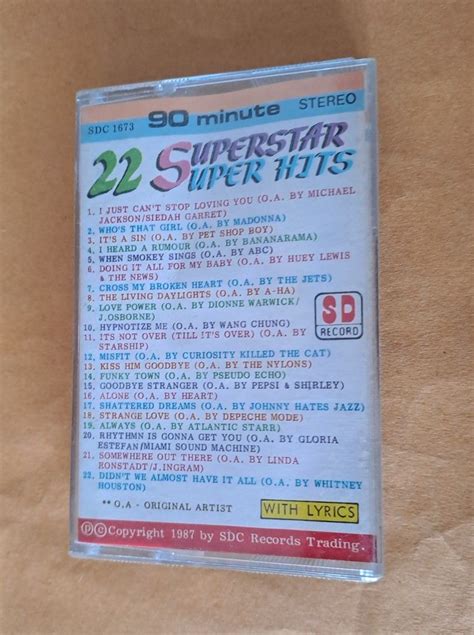 SDC 1673 90 minute STEREO
22 SUPERSTAR
SUPER HITS
1. I JUST CAN'T STOP LOVING YOU (O.A. BY MICHAEL
JACKSON/SIEDAH GARRET)
2. WHO'S THAT GIRL (O.A. BY MADONNA)
3. IT'S A SIN (O.A. BY PET SHOP BOY)
4. I HEARD A RUMOUR (O.A. BY BANANARAMA)
5. WHEN SMOKEY SINGS (O.A. BY ABC)
6. DOING IT ALL FOR MY BABY (O.A. BY HUEY LEWIS
& THE NEWS)
7. CROSS MY BROKEN HEART (O.A. BY THE JETS)
8. THE LIVING DAYLIGHTS (O.A. BY A-HA)
9. LOVE POWER (O.A. BY DIONNE WARWICK/
J.OSBORNE)
10. HYPNOTIZE ME (O.A. BY WANG CHUNG)
11. ITS NOT OVER (TILL IT'S OVER) (O.A. BY
STARSHIP)
12. MISFIT (O.A. BY CURIOSITY KILLED THE CAT)
13. KISS HIM GOODBYE (O.A. BY THE NYLONS)
14. FUNKY TOWN (O.A. BY PSEUDO ECHO)
15. GOODBYE STRANGER (O.A. BY PEPSI & SHIRLEY)
16. ALONE (O.A. BY HEART)
17. SHATTERED DREAMS (O.A. BY JOHNNY HATES JAZZ)
18. STRANGE LOVE (O.A. BY DEPECHE MODE)
19. ALWAYS (O.A. BY ATLANTIC STARR)
20. RHYTHMN IS GONNA GET YOU (O.A. BY GLORIA
ESTEFAN/MIAMI SOUND MACHINE)
21. SOMEWHERE OUT THERE (O.A. BY LINDA
RONSTADT/J.INGRAM)
22. DIDN'T WE ALMOST HAVE IT ALL (O.A. BY WHITNEY
HOUSTON)
SD
RECORD
** O.A - ORIGINAL ARTIST
WITH LYRICS
Ⓟ©Copyright 1987 by SDC Records Trading.